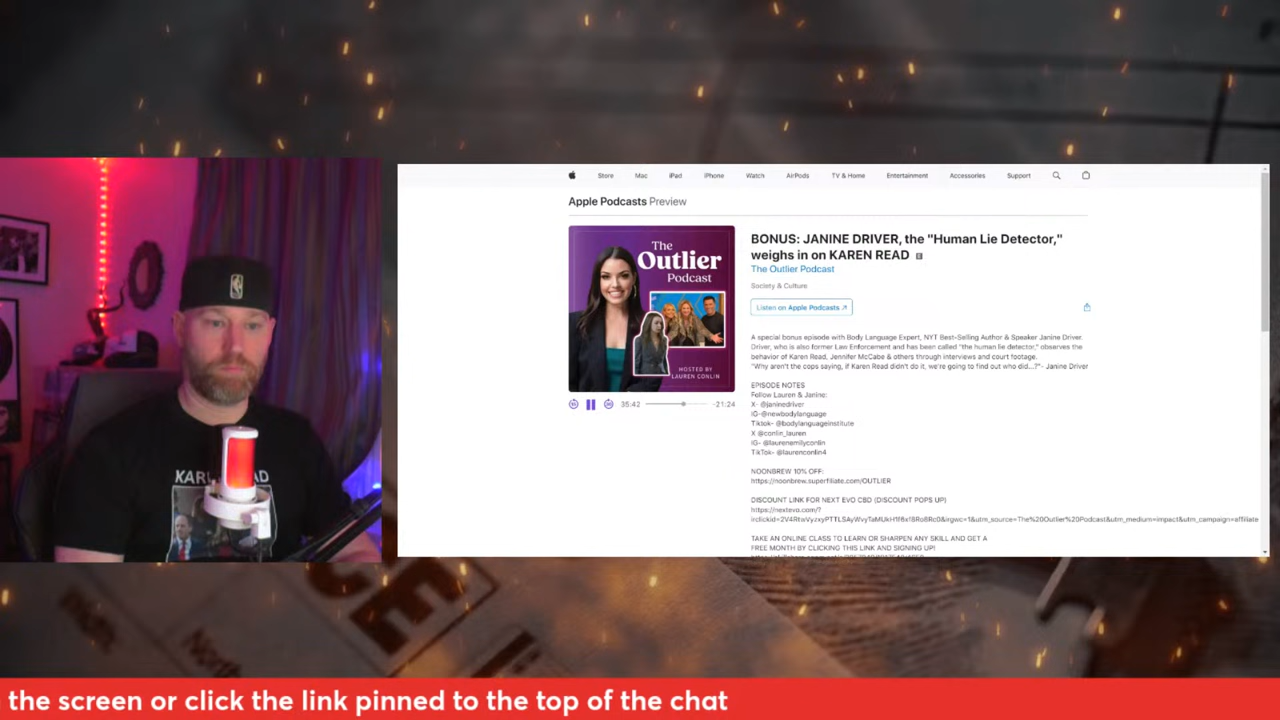 Store Mac iPad iPhone Watch AirPods TV & Home Entertainment Accessories Support
Apple Podcasts Preview
The
Outlier
Podcast
HOSTED BY
LAUREN CONLIN
35:42
-21:24
BONUS: JANINE DRIVER, the "Human Lie Detector,"
weighs in on KAREN READ
The Outlier Podcast
Society & Culture
Listen on Apple Podcasts ↗
A special bonus episode with Body Language Expert, NYT Best-Selling Author & Speaker Janine Driver.
Driver, who is also former Law Enforcement and has been called "the human lie detector," observes the
behavior of Karen Read, Jennifer McCabe & others through interviews and court footage.
"Why aren't the cops saying, if Karen Read didn't do it, we're going to find out who did...?"- Janine Driver
EPISODE NOTES
Follow Lauren & Janine:
X- @janinedriver
IG-@newbodylanguage
Tiktok- @bodylanguageinstitute
X @conlin_lauren
IG- @laurenemilyconlin
TikTok- @laurenconlin4
NOONBREW 10% OFF:
https://noonbrew.superfiliate.com/OUTLIER
DISCOUNT LINK FOR NEXT EVO CBD (DISCOUNT POPS UP)
https://nextevo.com/?
TAKE AN ONLINE CLASS TO LEARN OR SHARPEN ANY SKILL AND GET A
FREE MONTH BY CLICKING THIS LINK AND SIGNING UP!
the screen or click the link pinned to the top of the chat